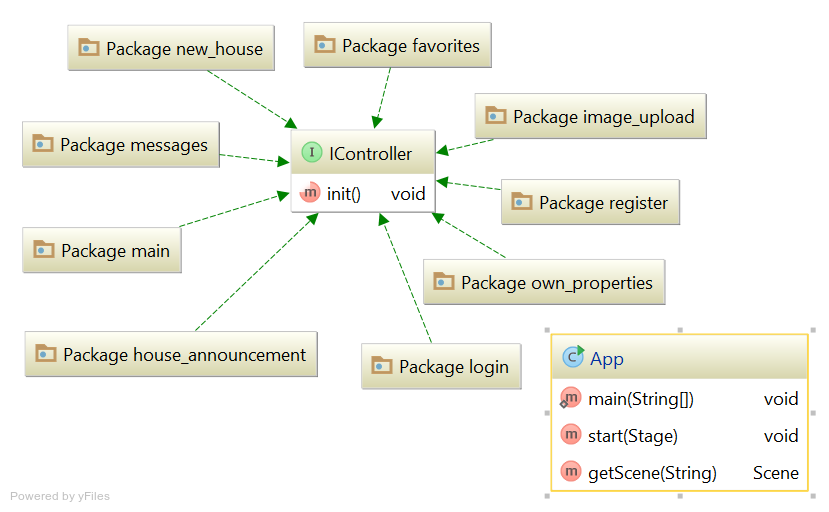 Package new_house
Package favorites
Package image_upload
Package messages
I IController
m init() void
Package register
Package main
Package own_properties
Package house_announcement
Package login
C App
m main(String[]) void
m start(Stage) void
m getScene(String) Scene
Powered by yFiles